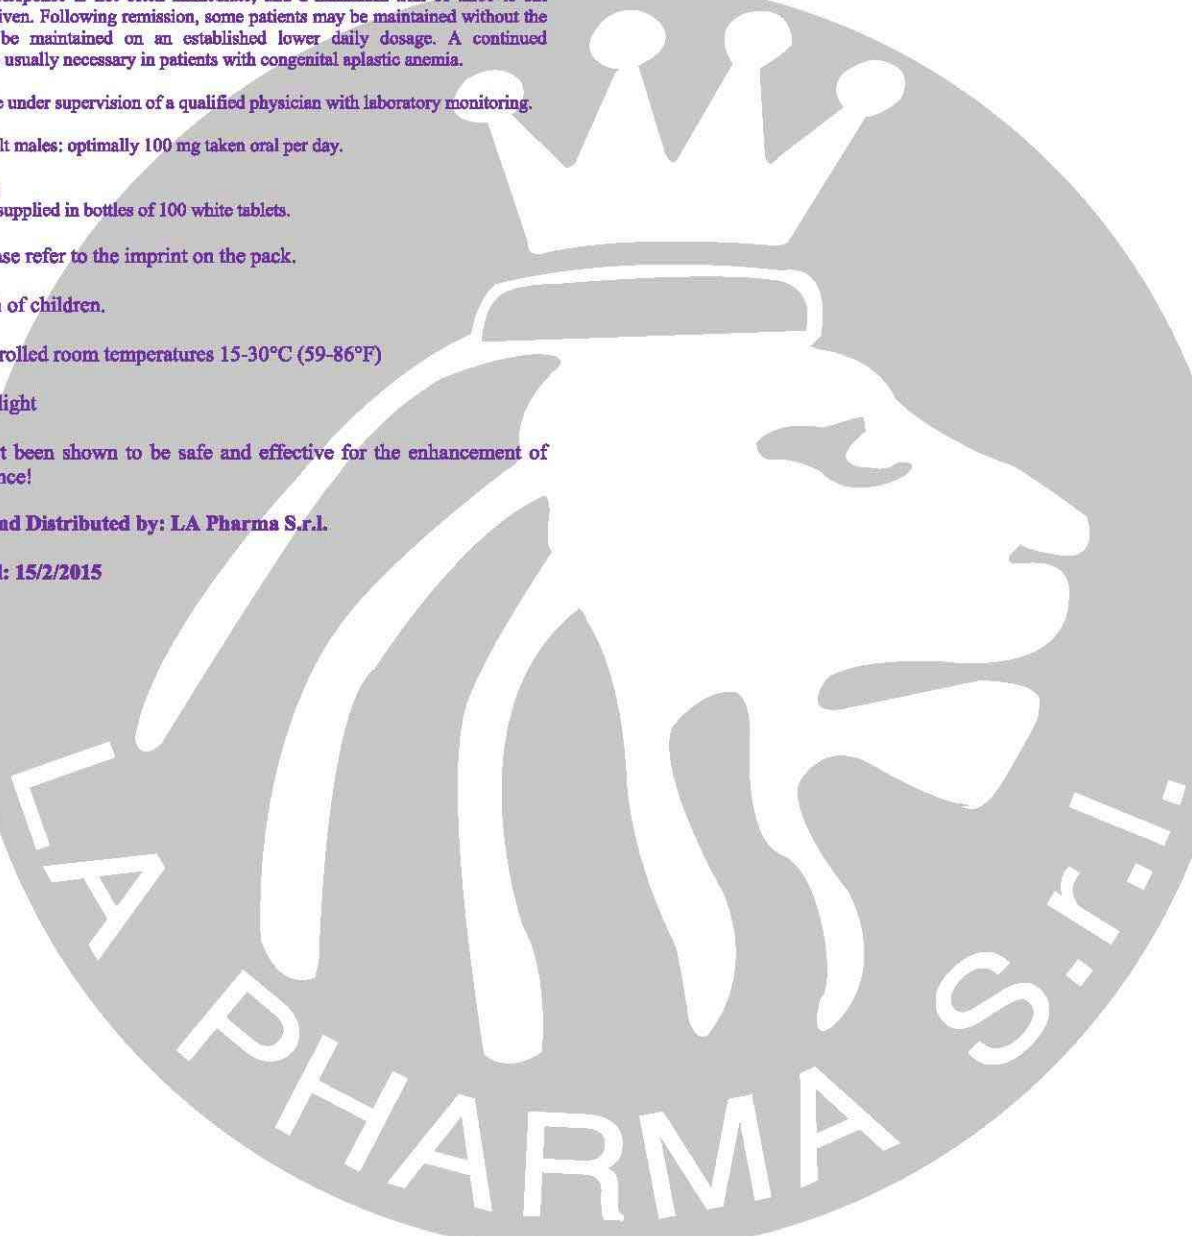 iven. Following remission, some patients may be maintained without the
be maintained on an established lower daily dosage. A continued
usually necessary in patients with congenital aplastic anemia.
e under supervision of a qualified physician with laboratory monitoring.
lt males: optimally 100 mg taken oral per day.
supplied in bottles of 100 white tablets.
ase refer to the imprint on the pack.
of children.
rolled room temperatures 15-30°C (59-86°F)
light
t been shown to be safe and effective for the enhancement of
nce!
nd Distributed by: LA Pharma S.r.l.
: 15/2/2015
LA PHARMA S.r.l.